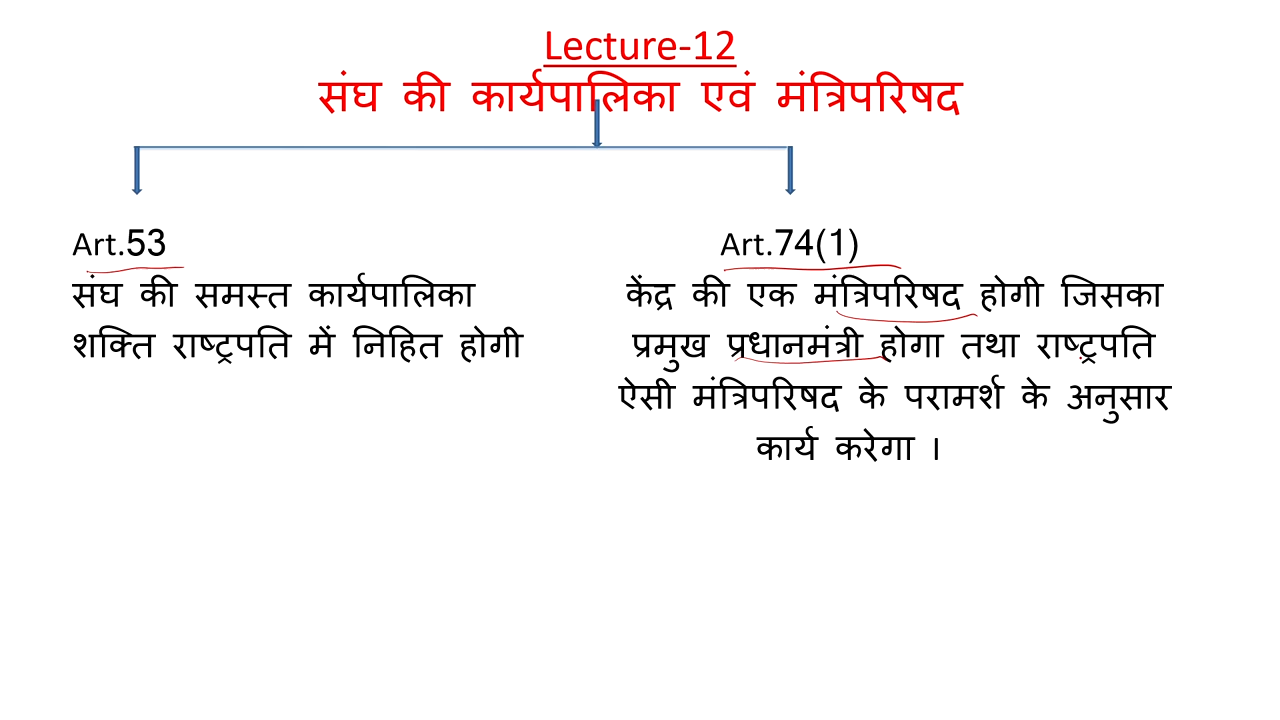 Lecture-12
संघ की कार्यपालिका एवं मंत्रिपरिषद
Art.53
संघ की समस्त कार्यपालिका
शक्ति राष्ट्रपति में निहित होगी
Art.74(1)
केंद्र की एक मंत्रिपरिषद होगी जिसका
प्रमुख प्रधानमंत्री होगा तथा राष्ट्रपति
ऐसी मंत्रिपरिषद के परामर्श के अनुसार
कार्य करेगा ।